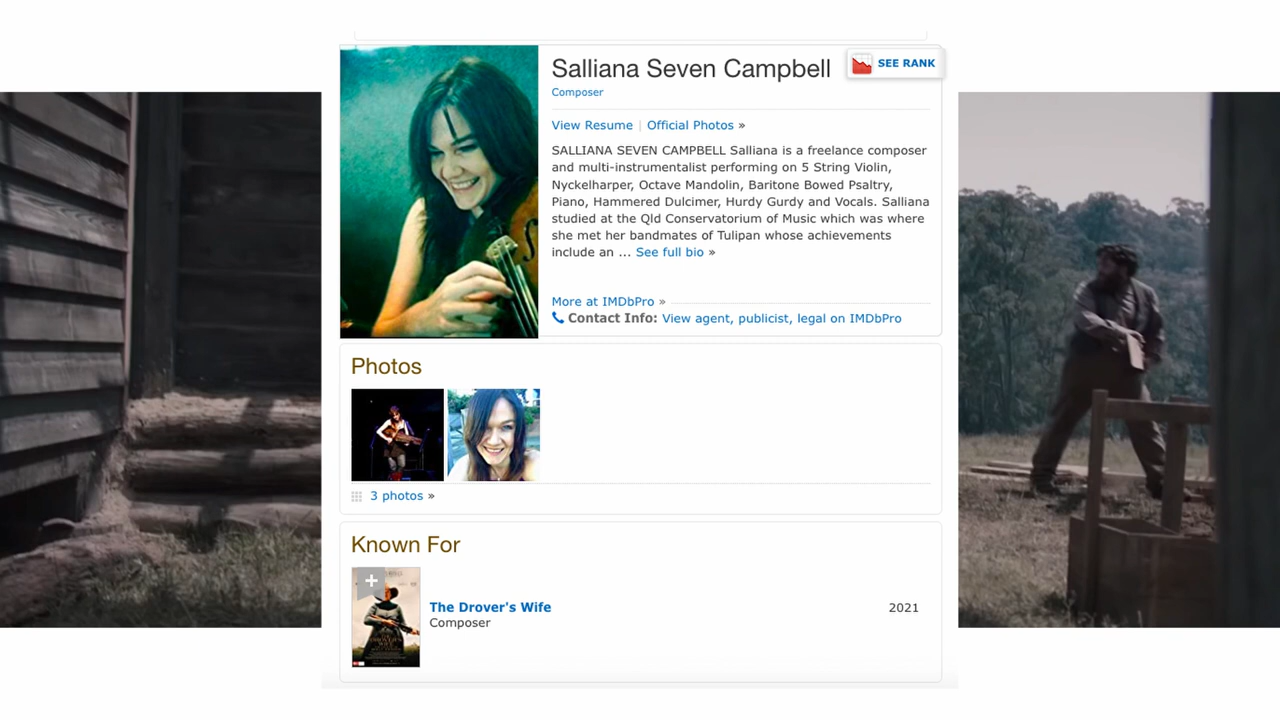 Salliana Seven Campbell
SEE RANK
Composer
View Resume | Official Photos »
SALLIANA SEVEN CAMPBELL Salliana is a freelance composer
and multi-instrumentalist performing on 5 String Violin,
Nyckelharper, Octave Mandolin, Baritone Bowed Psaltry,
Piano, Hammered Dulcimer, Hurdy Gurdy and Vocals. Salliana
studied at the Qld Conservatorium of Music which was where
she met her bandmates of Tulipan whose achievements
include an ... See full bio »
More at IMDbPro »
Contact Info: View agent, publicist, legal on IMDbPro
Photos
3 photos »
Known For
The Drover's Wife
2021
Composer